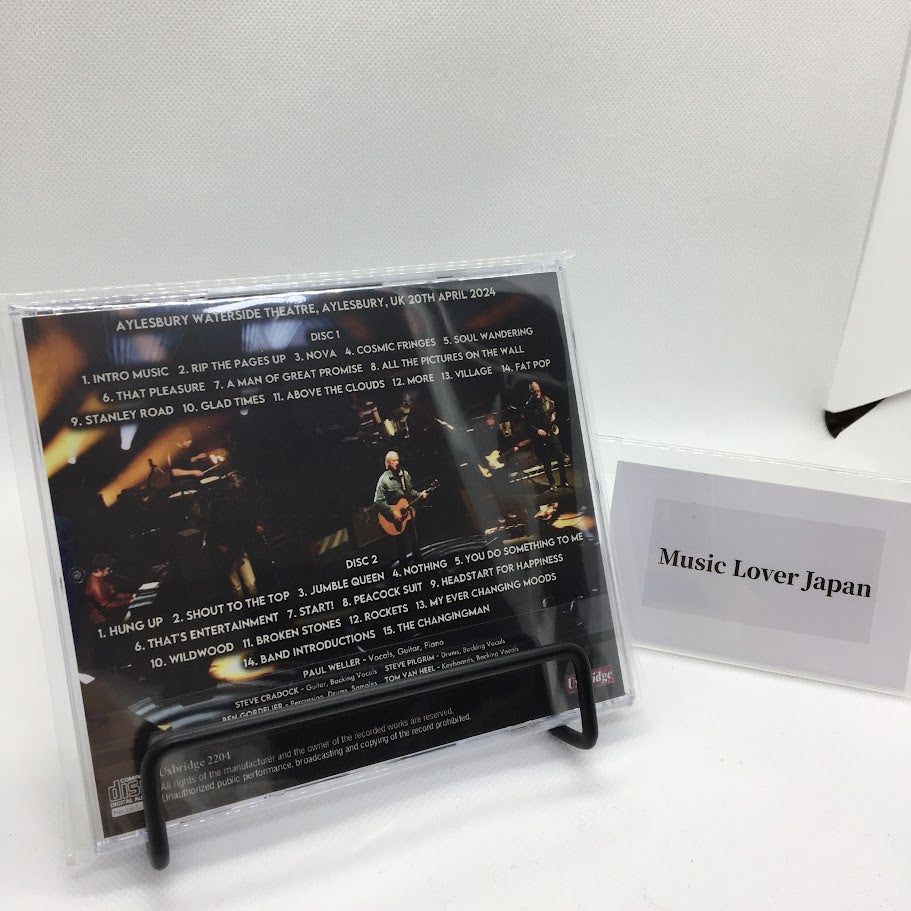 AYLESBURY WATERSIDE THEATRE, AYLESBURY, UK 20TH APRIL 2024
DISC 1
1. INTRO MUSIC 2. RIP THE PAGES UP 3. NOVA 4. COSMIC FRINGES 5. SOUL WANDERING
6. THAT PLEASURE 7. A MAN OF GREAT PROMISE 8. ALL THE PICTURES ON THE WALL
9. STANLEY ROAD 10. GLAD TIMES 11. ABOVE THE CLOUDS 12. MORE 13. VILLAGE 14. FAT POP
DISC 2
1. HUNG UP 2. SHOUT TO THE TOP 3. JUMBLE QUEEN 4. NOTHING 5. YOU DO SOMETHING TO ME
6. THAT'S ENTERTAINMENT 7. START! 8. PEACOCK SUIT 9. HEADSTART FOR HAPPINESS
10. WILDWOOD 11. BROKEN STONES 12. ROCKETS 13. MY EVER CHANGING MOODS
14. BAND INTRODUCTIONS 15. THE CHANGINGMAN
PAUL WELLER - Vocals, Guitar, Piano
STEVE CRADOCK - Guitar, Backing Vocals STEVE PILGRIM - Drums, Backing Vocals
BEN GORDELIER - Percussion, Drums, Samples TOM VAN HEEL - Keyboards, Backing Vocals
Uxbridge
Uxbridge 2204
All rights of the manufacturer and the owner of the recorded works are reserved.
Unauthorized public performance, broadcasting and copying of the record prohibited.
DIGITAL
Music Lover Japan